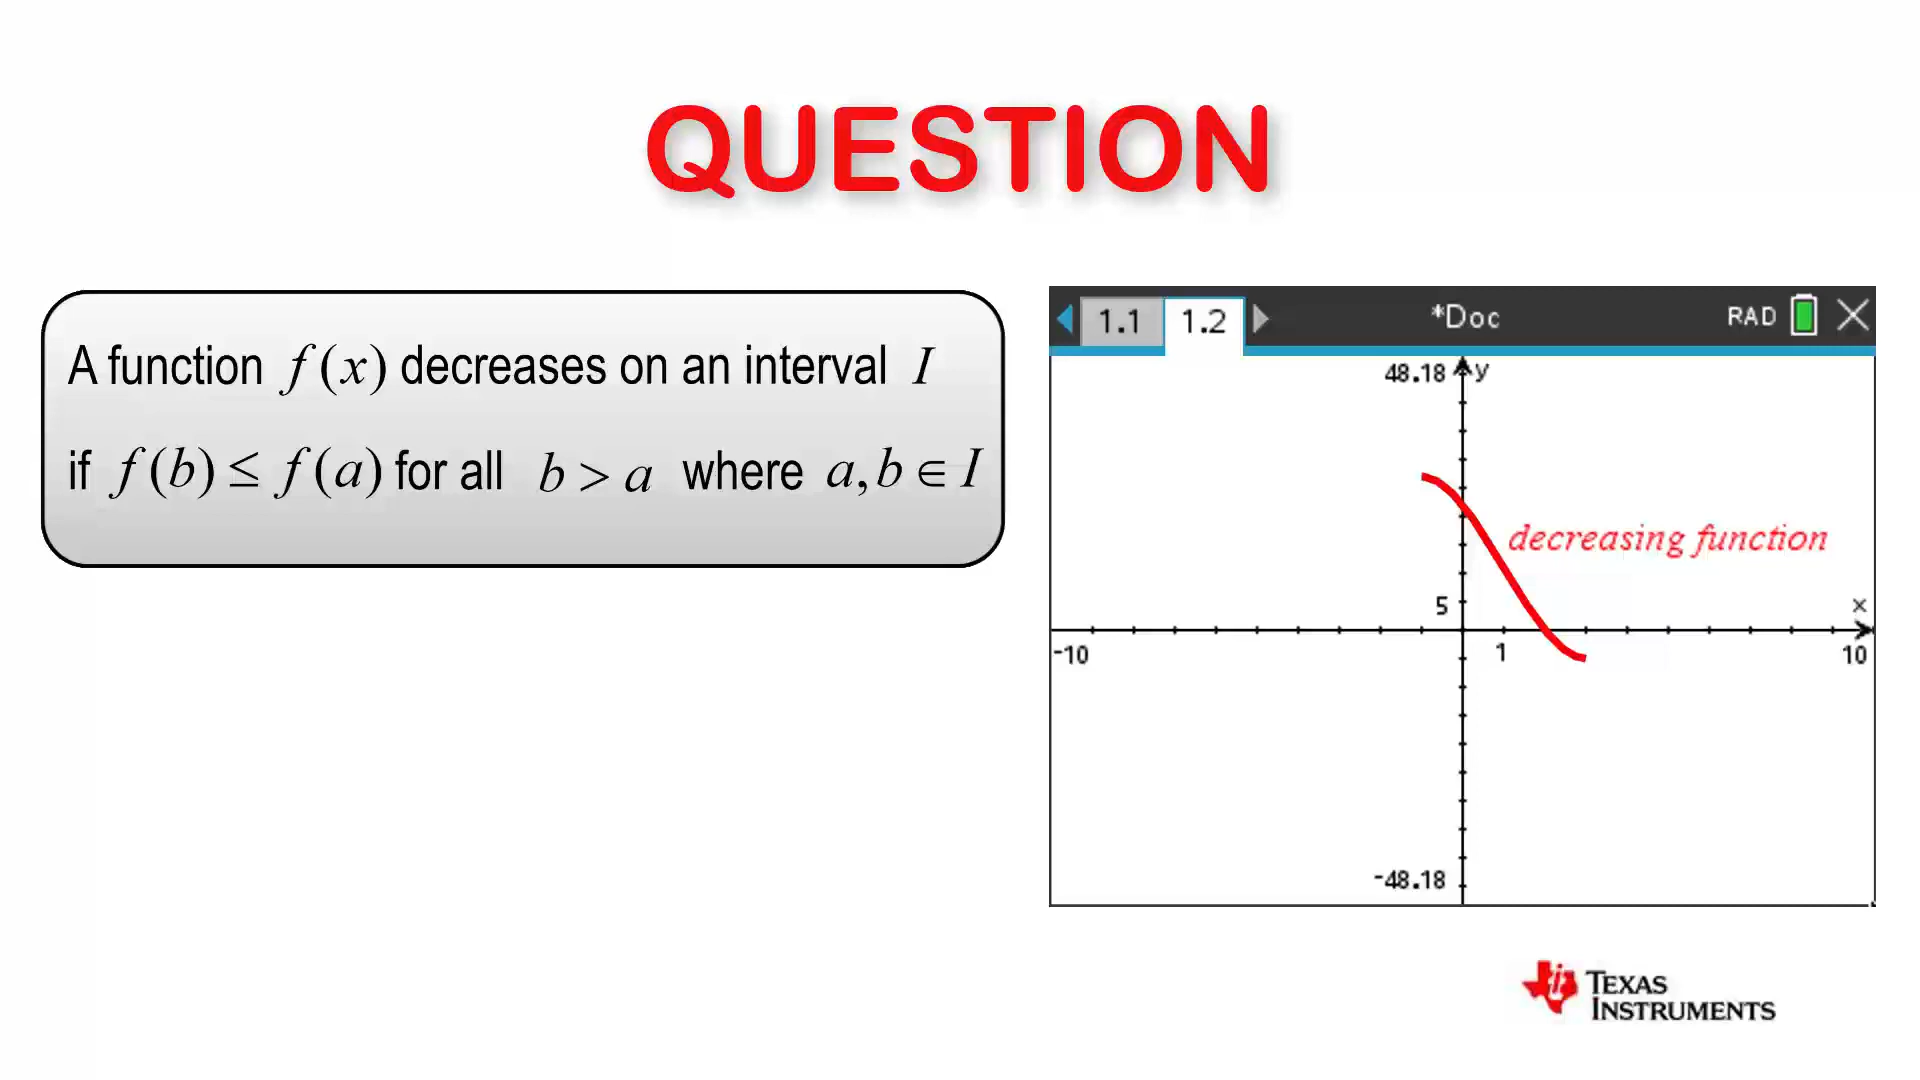 QUESTION
A function f(x) decreases on an interval I
if f(b) ≤ f(a) for all b > a where a,b ∈ I
1.1 1.2 *Doc RAD
48.18 y
decreasing function
5 x
-10 1 10
-48.18
TEXAS
INSTRUMENTS